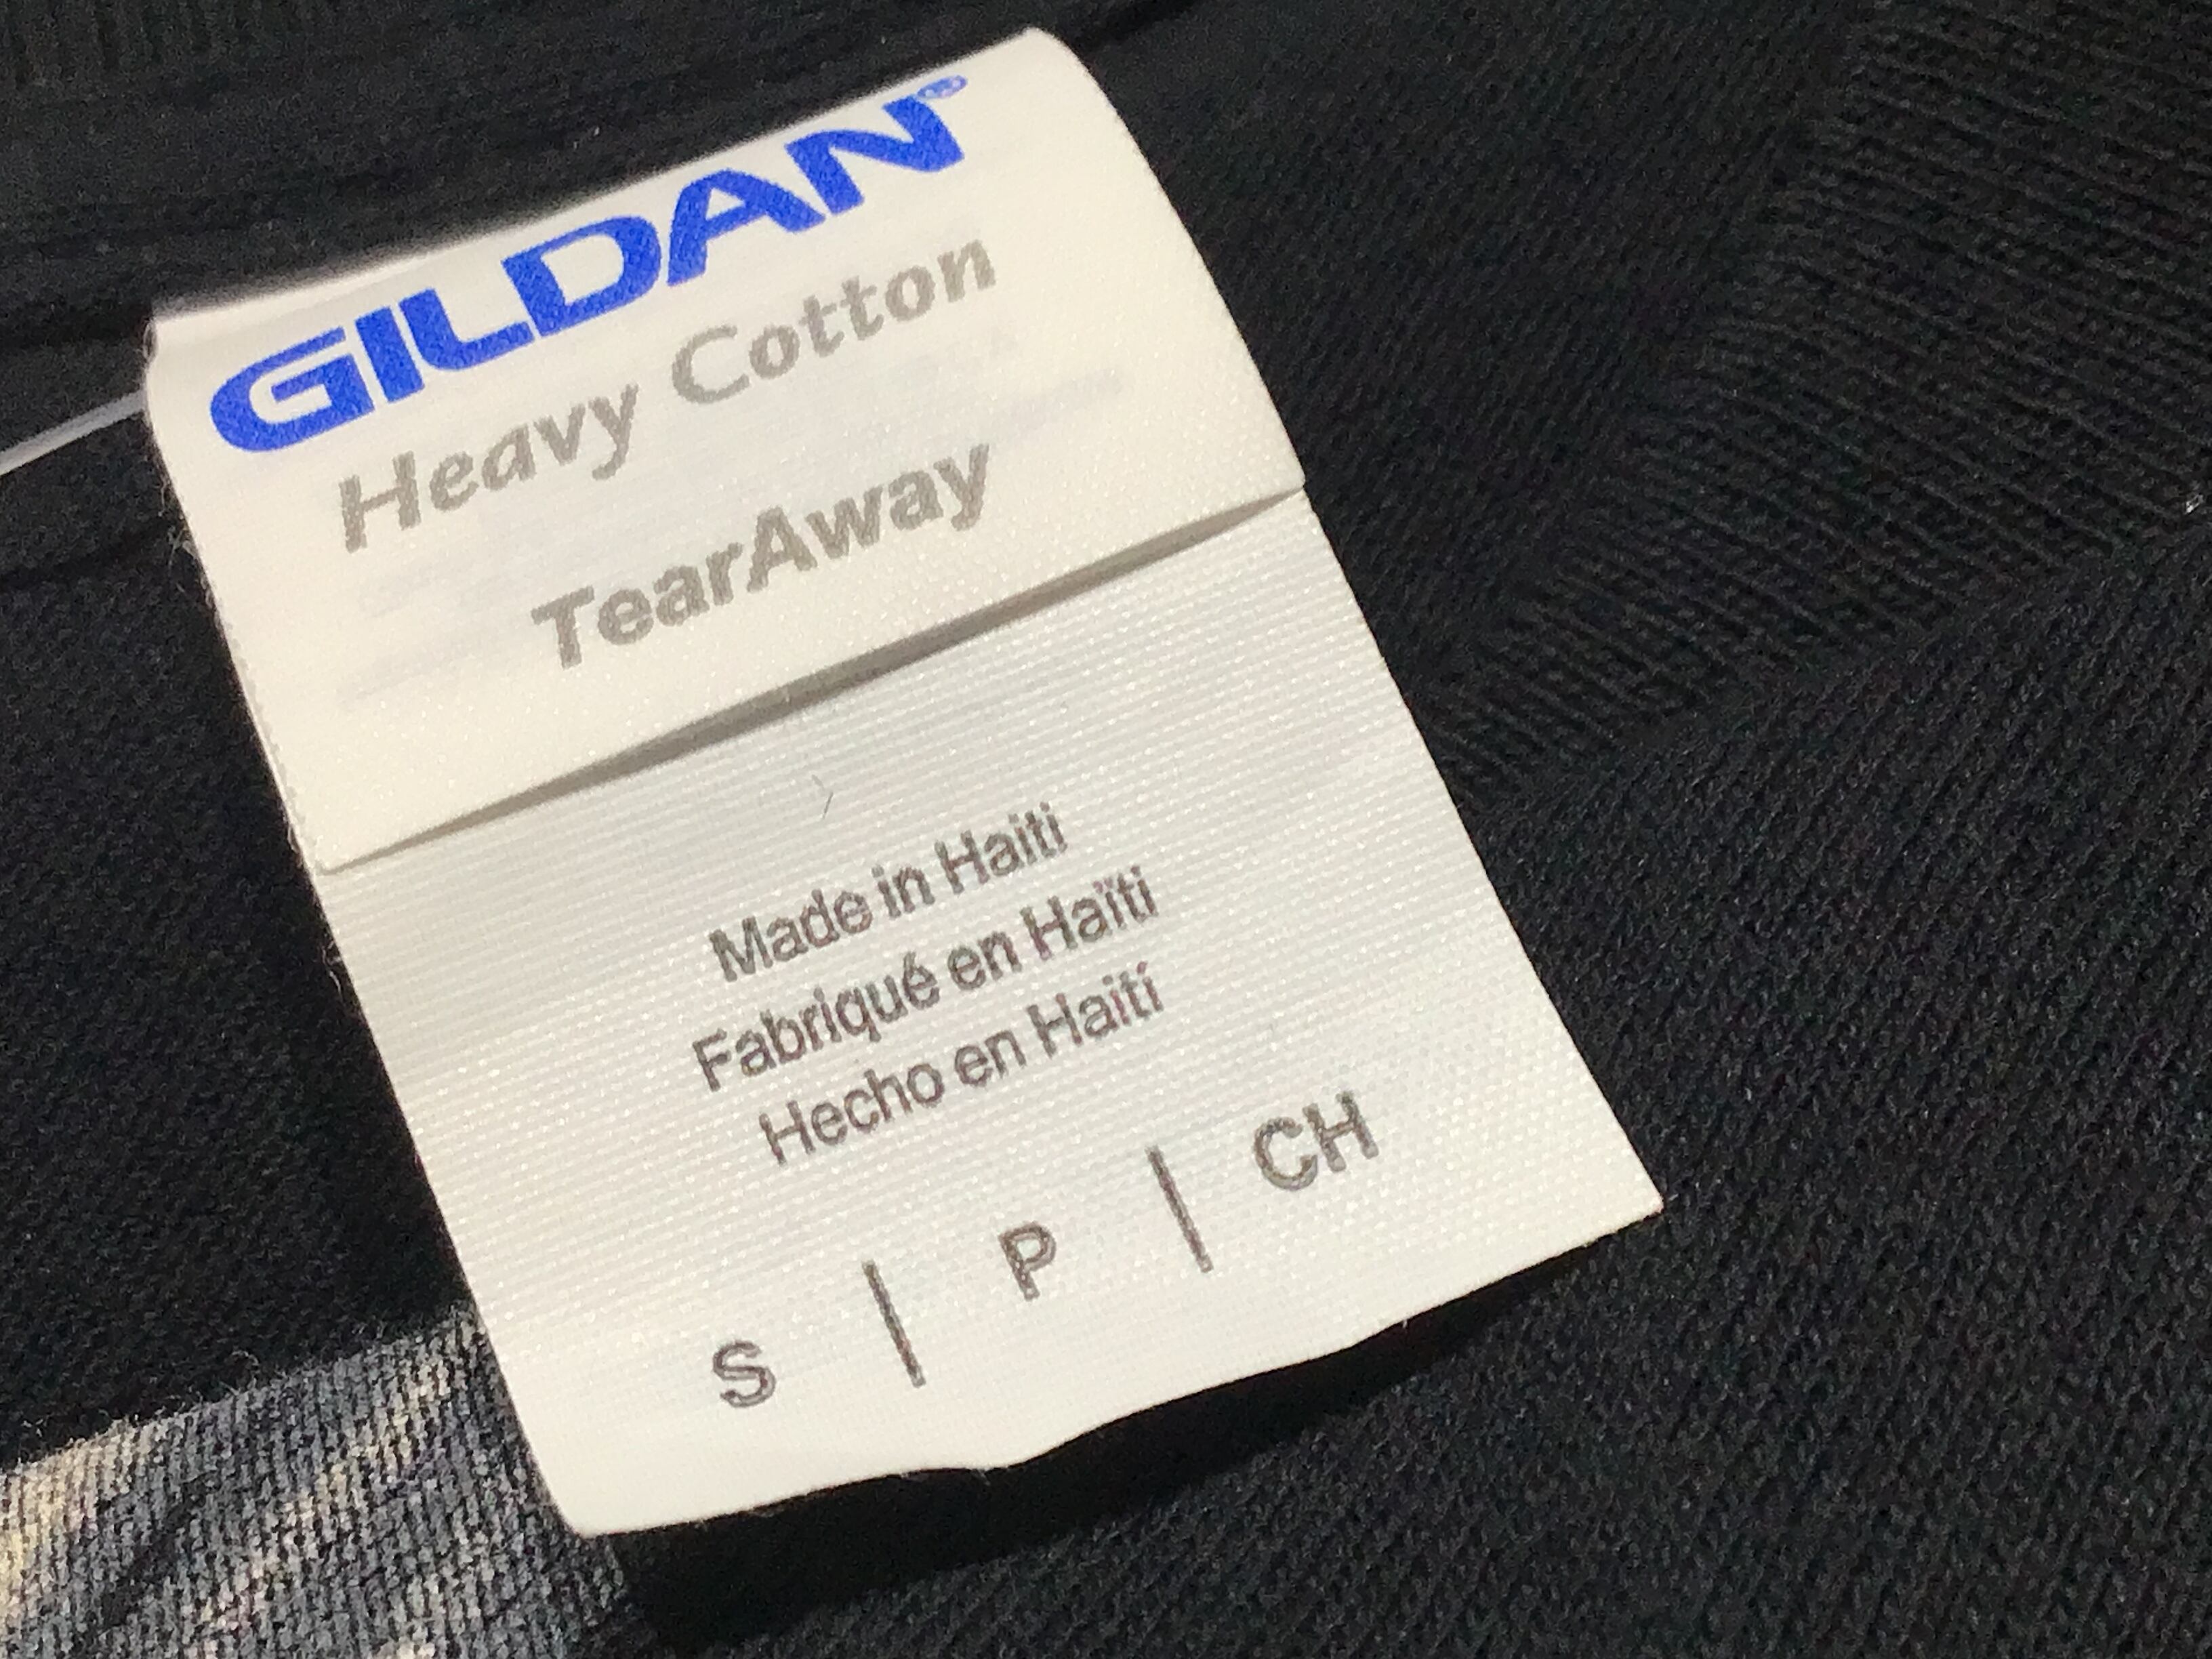 GILDAN®
Heavy Cotton
TearAway
Made in Haiti
Fabriqué en Haïti
Hecho en Haití
S | P | CH